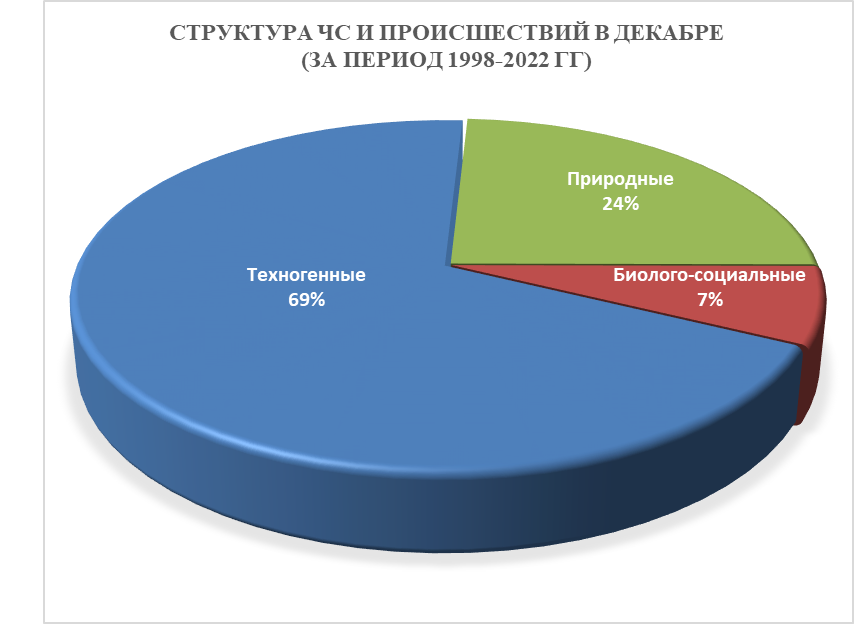 СТРУКТУРА ЧС И ПРОИСШЕСТВИЙ В ДЕКАБРЕ
(ЗА ПЕРИОД 1998-2022 ГГ)
Природные
24%
Техногенные
69%
Биолого-социальные
7%